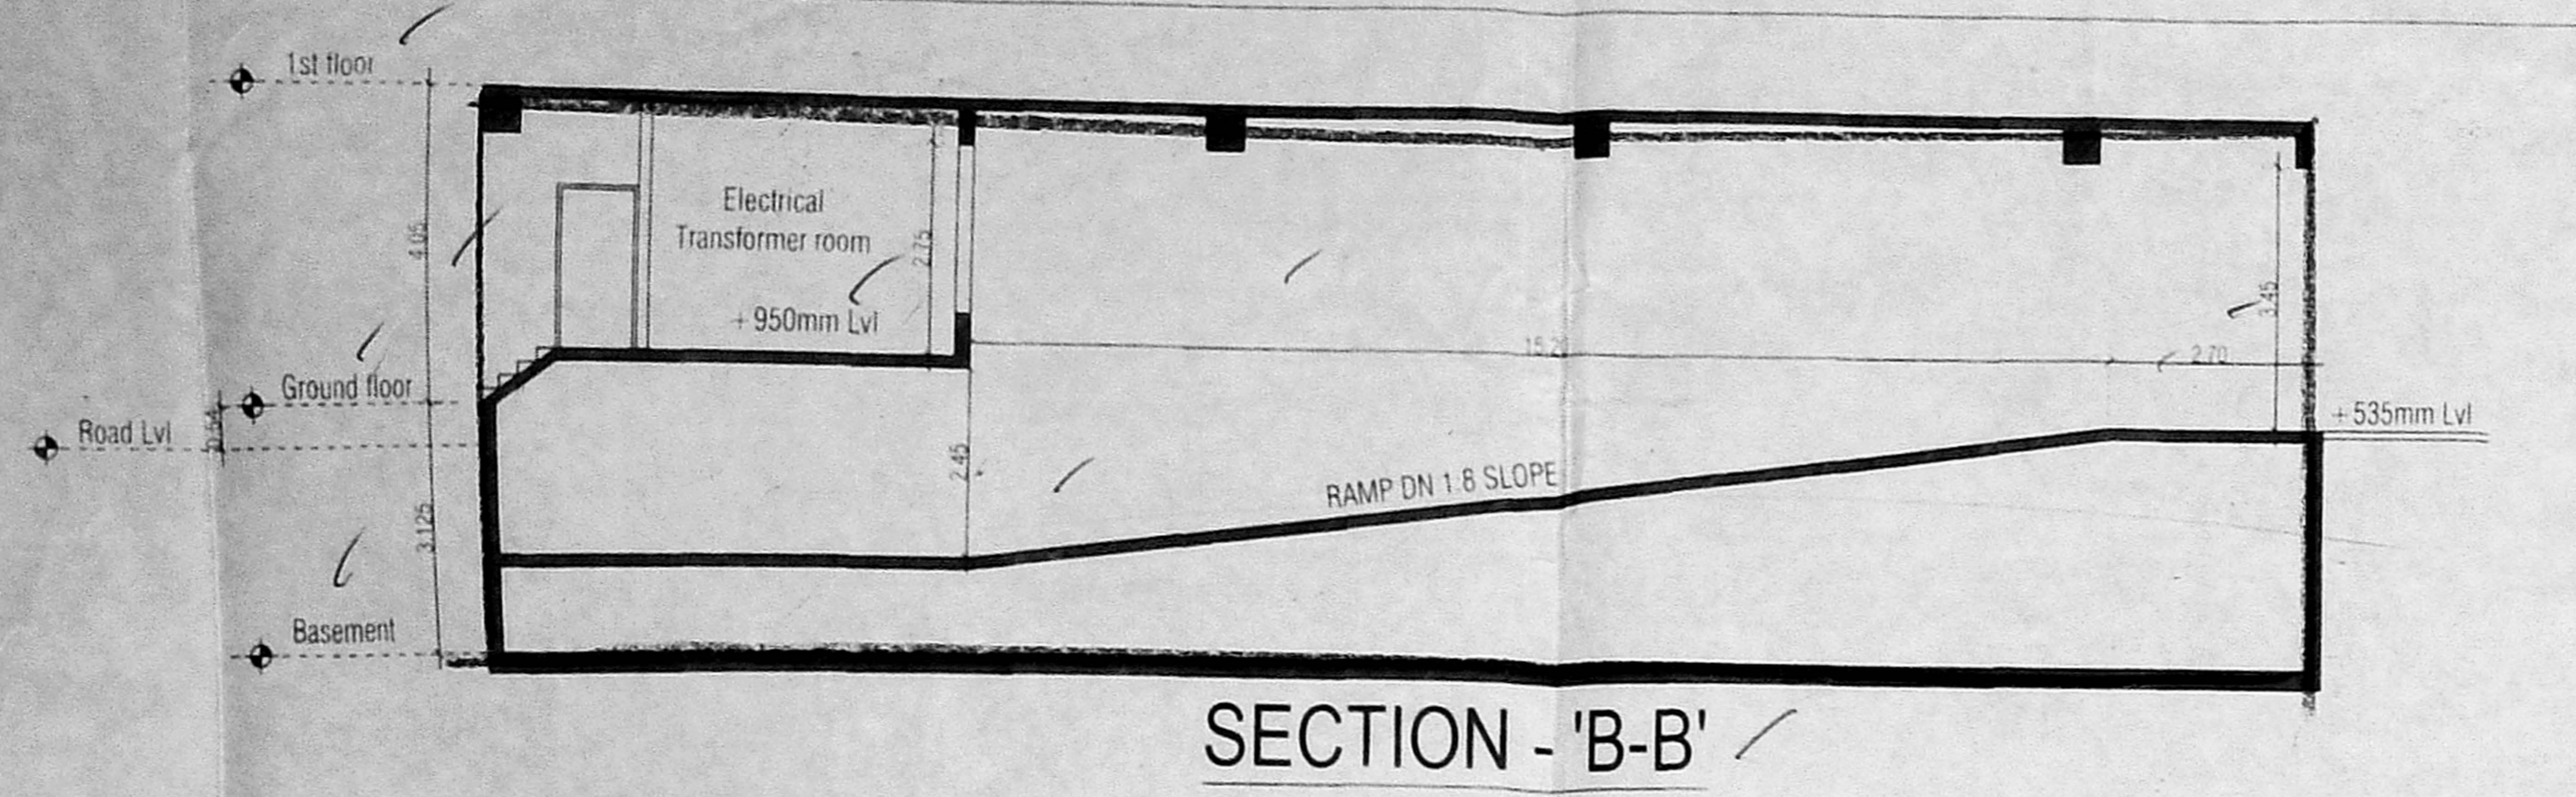 1st floor
4.05
Electrical
Transformer room
2.75
+950mm Lvl
3.45
15.20
2.70
Ground floor
0.54
Road Lvl
+535mm Lvl
2.45
RAMP DN 1:8 SLOPE
3.125
Basement
SECTION - 'B-B'